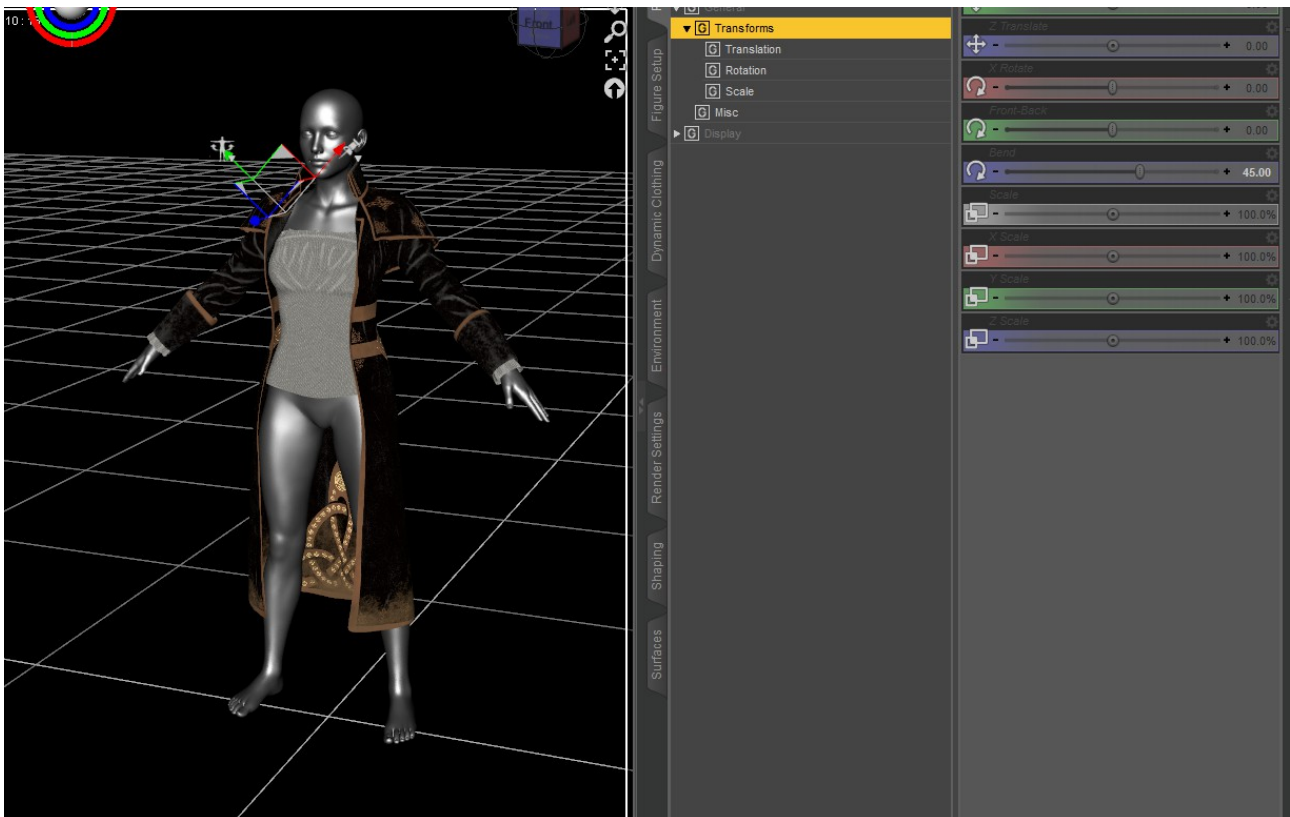 10 :
Front
General
Transforms
Translation
Rotation
Scale
Misc
Display
Figure Setup
Dynamic Clothing
Environment
Render Settings
Shaping
Surfaces
Z Translate
0.00
X Rotate
0.00
Front-Back
0.00
Bend
45.00
Scale
100.0%
X Scale
100.0%
Y Scale
100.0%
Z Scale
100.0%